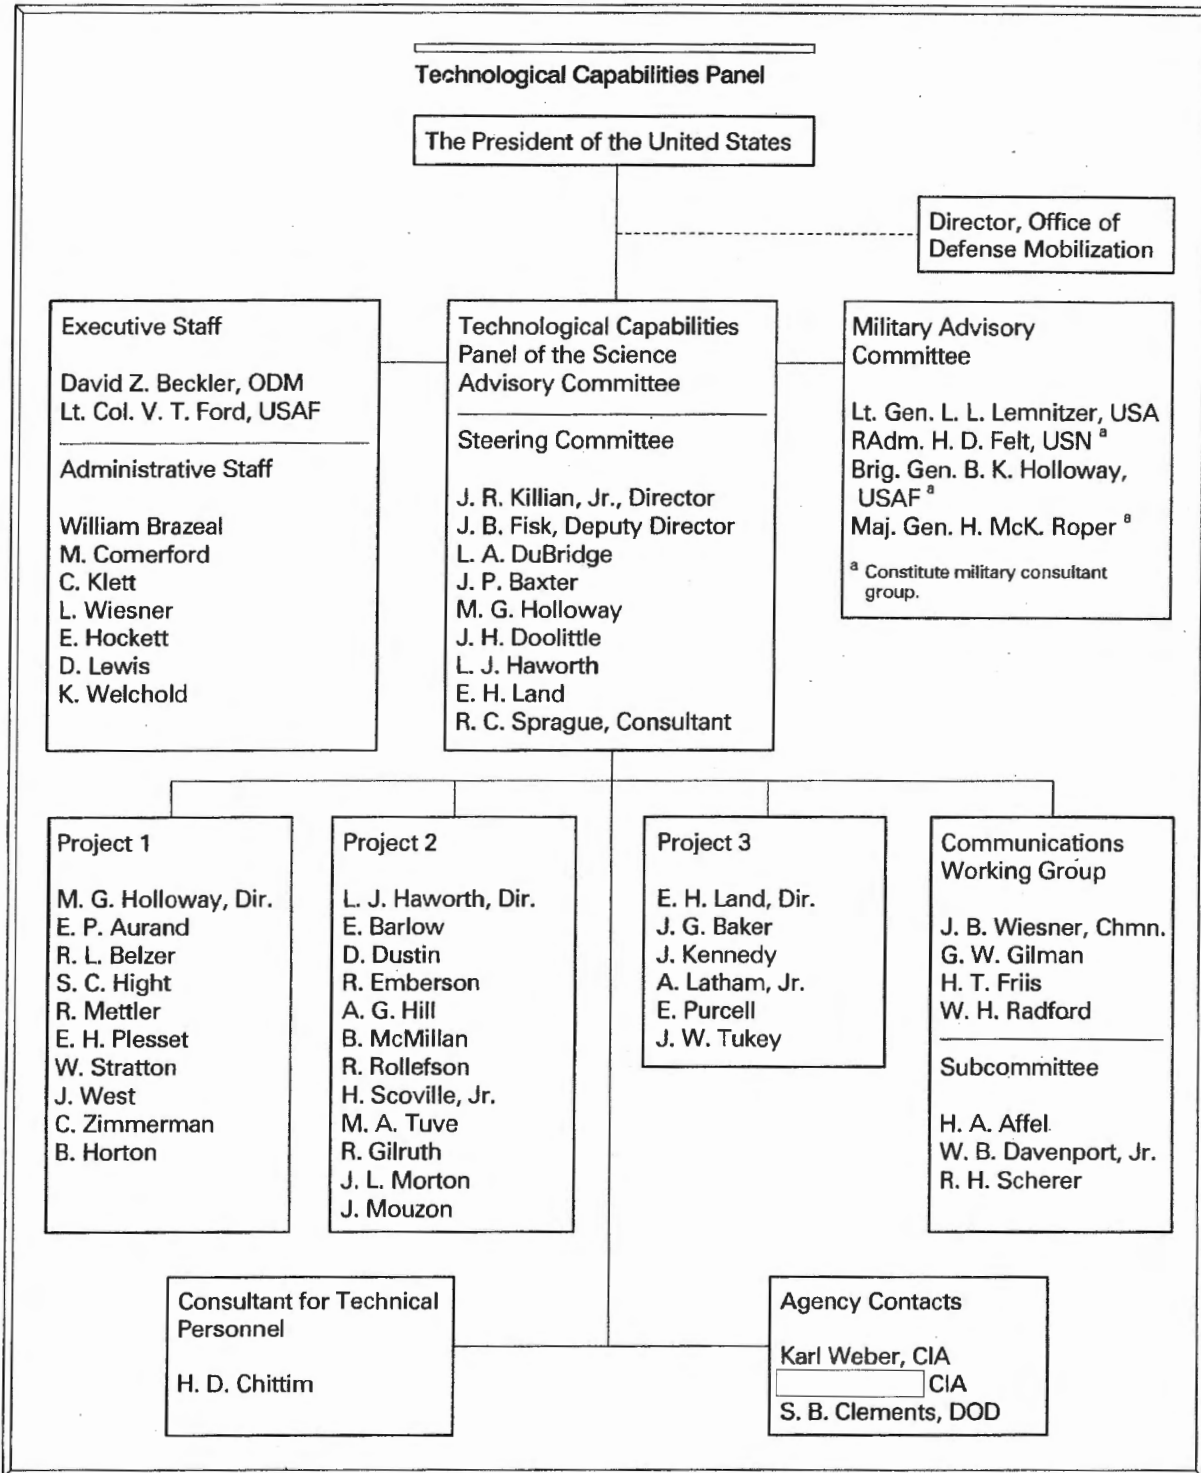 Technological Capabilities Panel
The President of the United States
Director, Office of
Defense Mobilization
Executive Staff
David Z. Beckler, ODM
Lt. Col. V. T. Ford, USAF
Administrative Staff
William Brazeal
M. Comerford
C. Klett
L. Wiesner
E. Hockett
D. Lewis
K. Welchold
Technological Capabilities
Panel of the Science
Advisory Committee
Steering Committee
J. R. Killian, Jr., Director
J. B. Fisk, Deputy Director
L. A. DuBridge
J. P. Baxter
M. G. Holloway
J. H. Doolittle
L. J. Haworth
E. H. Land
R. C. Sprague, Consultant
Military Advisory
Committee
Lt. Gen. L. L. Lemnitzer, USA
RAdm. H. D. Felt, USN a
Brig. Gen. B. K. Holloway,
USAF a
Maj. Gen. H. McK. Roper a
a Constitute military consultant
group.
Project 1
M. G. Holloway, Dir.
E. P. Aurand
R. L. Belzer
S. C. Hight
R. Mettler
E. H. Plesset
W. Stratton
J. West
C. Zimmerman
B. Horton
Project 2
L. J. Haworth, Dir.
E. Barlow
D. Dustin
R. Emberson
A. G. Hill
B. McMillan
R. Rollefson
H. Scoville, Jr.
M. A. Tuve
R. Gilruth
J. L. Morton
J. Mouzon
Project 3
E. H. Land, Dir.
J. G. Baker
J. Kennedy
A. Latham, Jr.
E. Purcell
J. W. Tukey
Communications
Working Group
J. B. Wiesner, Chmn.
G. W. Gilman
H. T. Friis
W. H. Radford
Subcommittee
H. A. Affel
W. B. Davenport, Jr.
R. H. Scherer
Consultant for Technical
Personnel
H. D. Chittim
Agency Contacts
Karl Weber, CIA
CIA
S. B. Clements, DOD